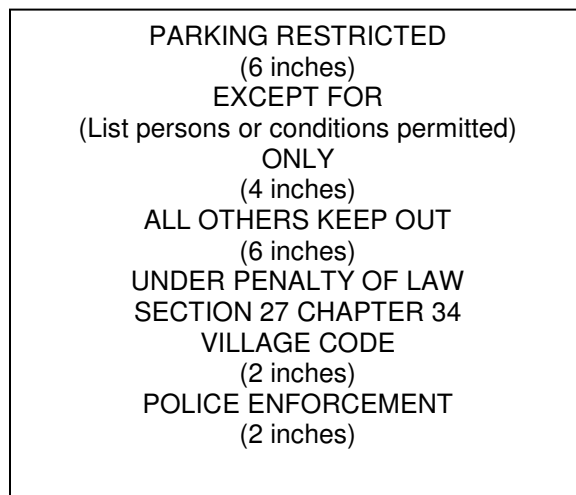 PARKING RESTRICTED
(6 inches)
EXCEPT FOR
(List persons or conditions permitted)
ONLY
(4 inches)
ALL OTHERS KEEP OUT
(6 inches)
UNDER PENALTY OF LAW
SECTION 27 CHAPTER 34
VILLAGE CODE
(2 inches)
POLICE ENFORCEMENT
(2 inches)